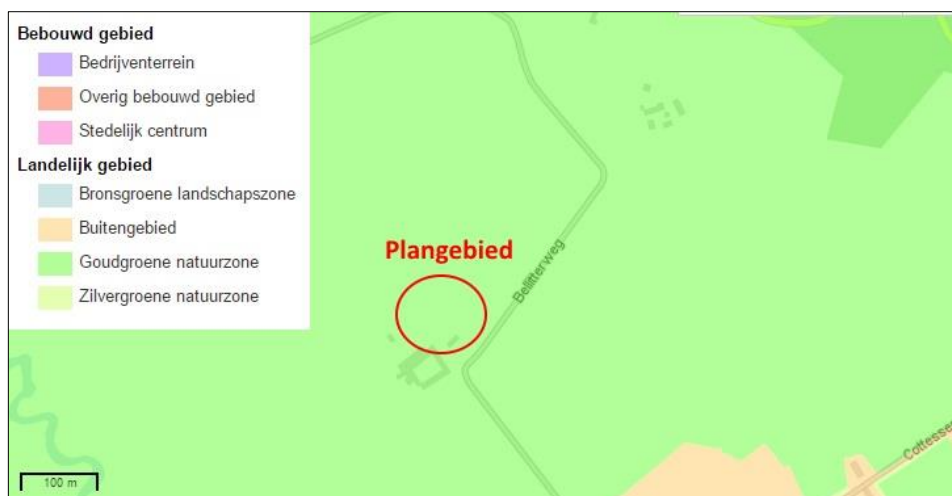 Bebouwd gebied
Bedrijventerrein
Overig bebouwd gebied
Stedelijk centrum
Landelijk gebied
Bronsgroene landschapszone
Buitengebied
Goudgroene natuurzone
Zilvergroene natuurzone
Plangebied
Belletterweg
100 m